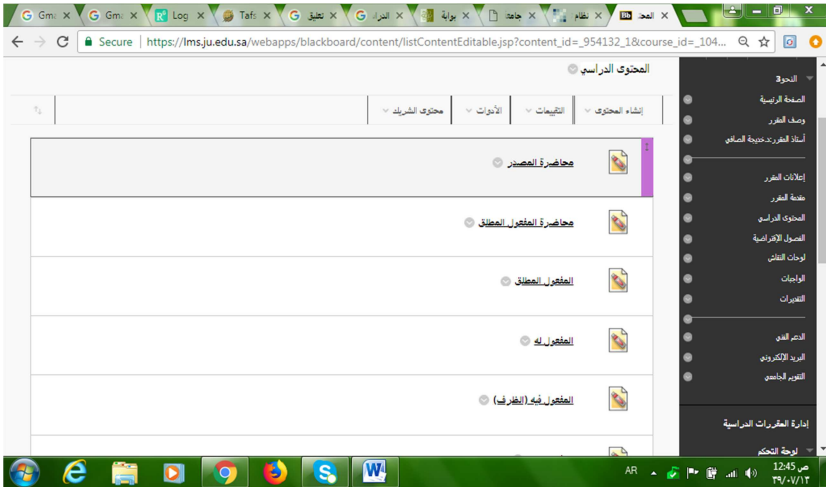 Gm
Gm
Log
Tafs
تعليق
الدرا
بوابة
جامعة
نظام
المحتـ
Secure | https://lms.ju.edu.sa/webapps/blackboard/content/listContentEditable.jsp?content_id=_954132_1&course_id=_104...
المحتوى الدراسي
إنشاء المحتوى
التقييمات
الأدوات
محتوى الشريك
محاضرة المصدر
محاضرة المفعول المطلق
المفعول المطلق
المفعول له
المفعول فيه (الظرف)
النحو3
الصفحة الرئيسية
وصف المقرر
أستاذ المقرر:د.خديجة الصافي
إعلانات المقرر
مقدمة المقرر
المحتوى الدراسي
الفصول الإفتراضية
لوحات النقاش
الواجبات
التقديرات
الدعم الفني
البريد الإلكتروني
التقويم الجامعي
إدارة المقررات الدراسية
لوحة التحكم
AR
12:45 ص
٣٩/٠٧/١٣